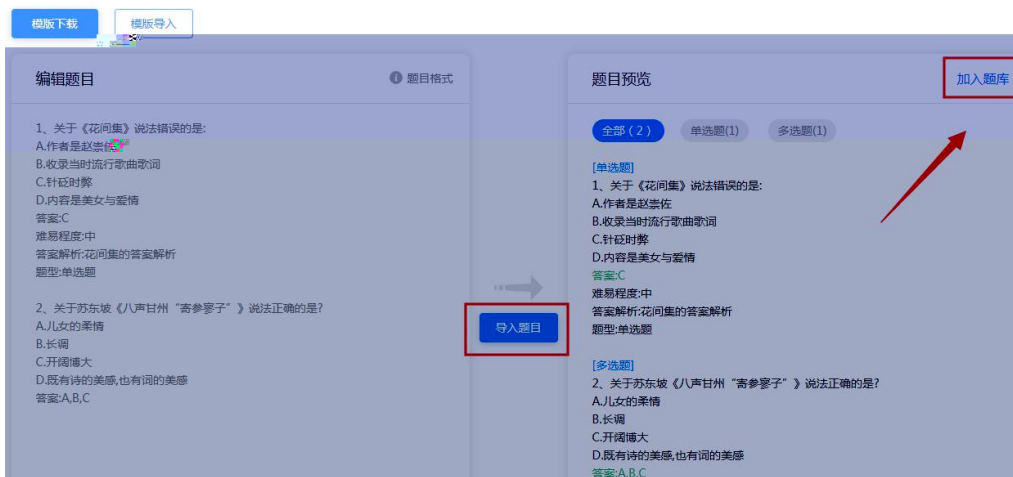 模版下载
模版导入
编辑题目
题目格式
1、关于《花间集》说法错误的是:
A.作者是赵崇
B.收录当时流行歌曲歌词
C.针砭时弊
D.内容是美女与爱情
答案:C
难易程度:中
答案解析:花间集的答案解析
题型:单选题
2、关于苏东坡《八声甘州“寄参寥子”》说法正确的是?
A.儿女的柔情
B.长调
C.开阔博大
D.既有诗的美感,也有词的美感
答案:A,B,C
导入题目
题目预览
加入题库
全部(2)
单选题(1)
多选题(1)
[单选题]
1、关于《花间集》说法错误的是:
A.作者是赵崇佐
B.收录当时流行歌曲歌词
C.针砭时弊
D.内容是美女与爱情
答案:C
难易程度:中
答案解析:花间集的答案解析
题型:单选题
[多选题]
2、关于苏东坡《八声甘州“寄参寥子”》说法正确的是?
A.儿女的柔情
B.长调
C.开阔博大
D.既有诗的美感,也有词的美感
答案:A,B,C